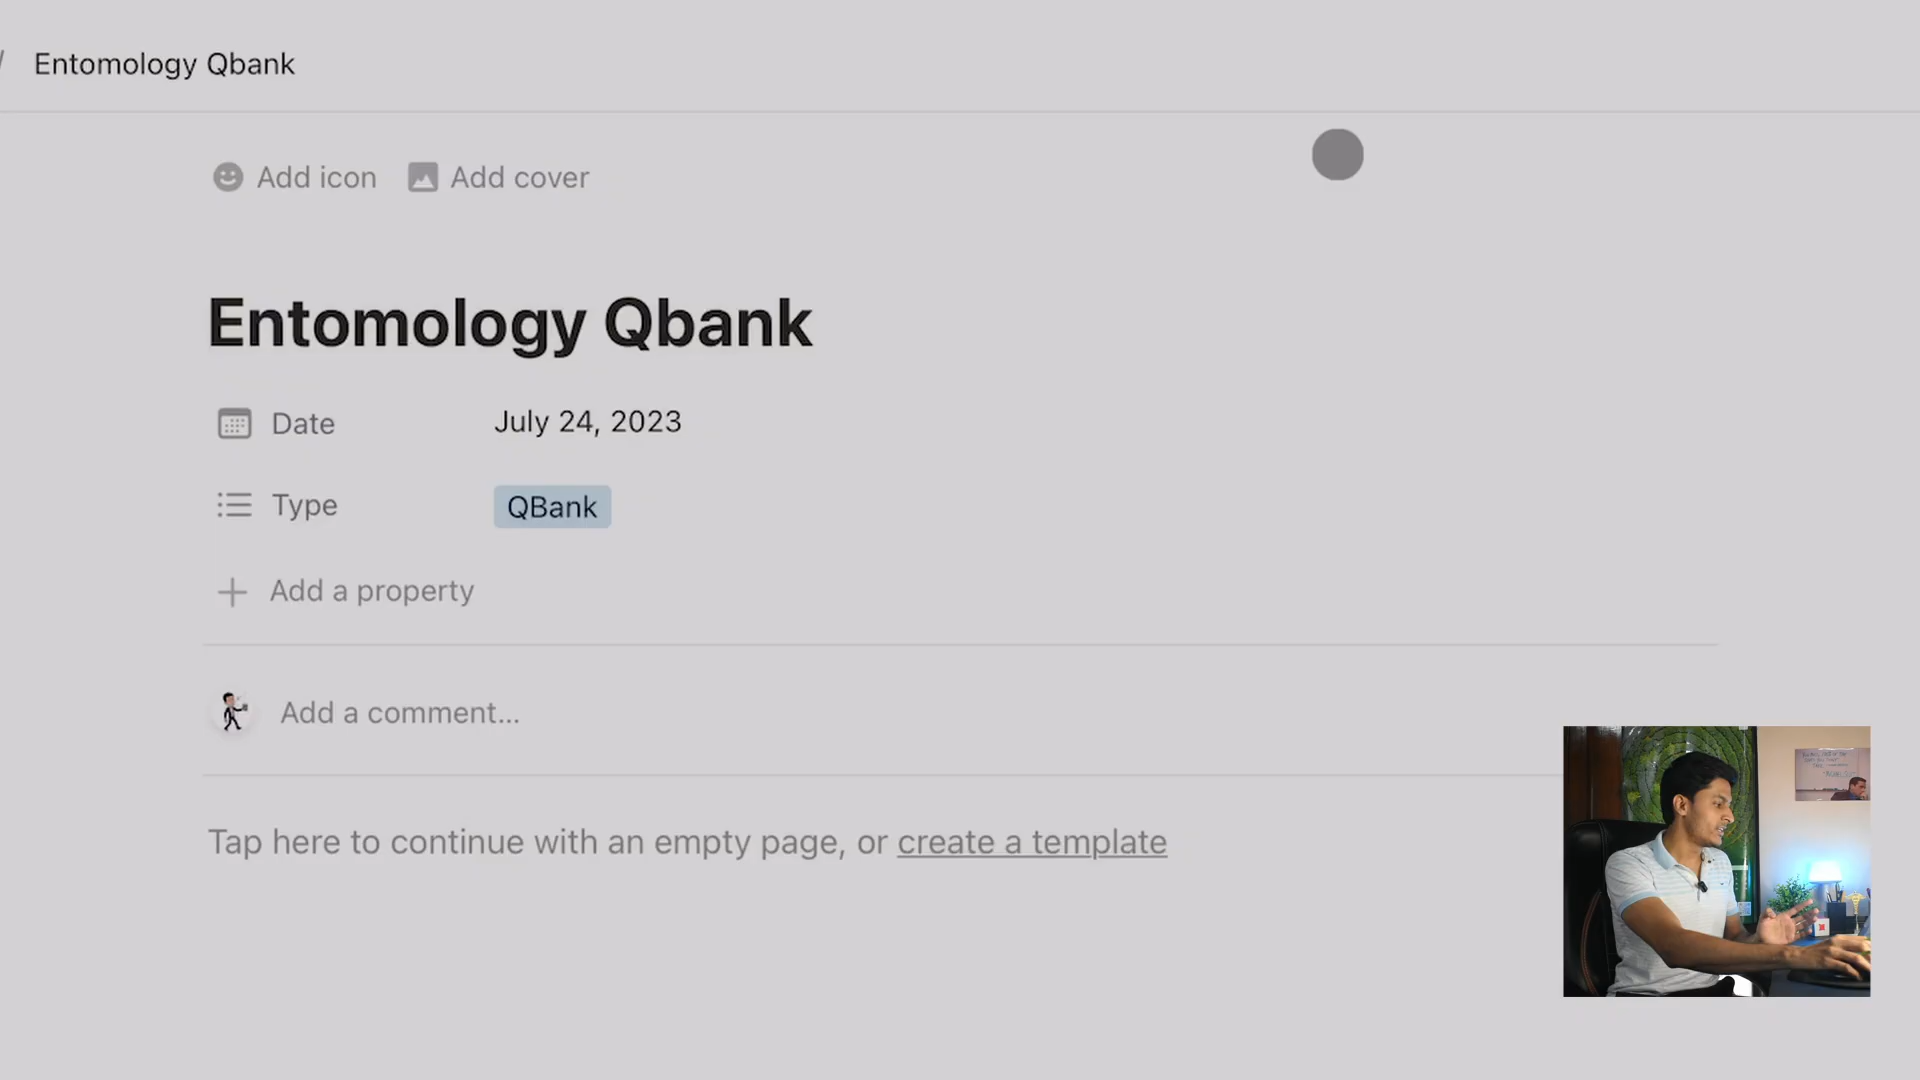 / Entomology Qbank
Add icon Add cover
Entomology Qbank
Date July 24, 2023
Type QBank
Add a property
Add a comment...
Tap here to continue with an empty page, or create a template